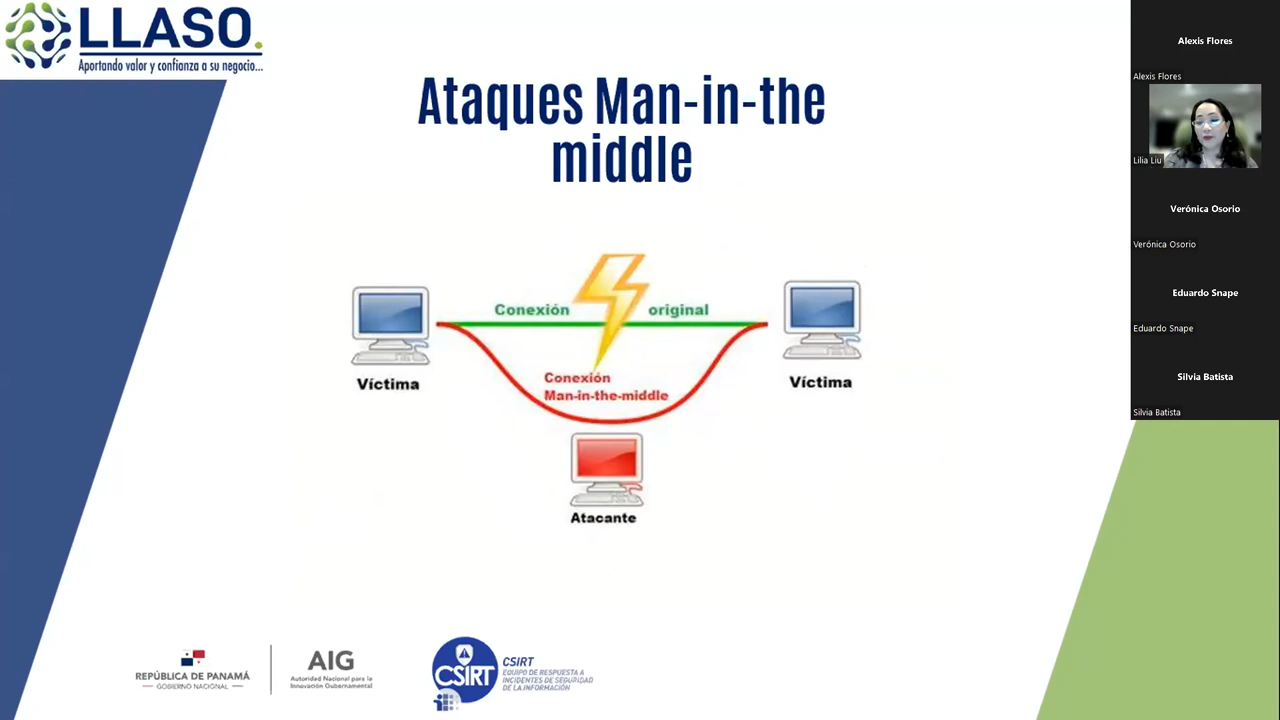 LLASO.
Aportando valor y confianza a su negocio...
Ataques Man-in-the
middle
Conexión original
Conexión
Man-in-the-middle
Víctima
Víctima
Atacante
REPÚBLICA DE PANAMÁ
GOBIERNO NACIONAL
AIG
Autoridad Nacional para la
Innovación Gubernamental
CSIRT
CSIRT
EQUIPO DE RESPUESTA A
INCIDENTES DE SEGURIDAD
DE LA INFORMACIÓN
Alexis Flores
Alexis Flores
Lilia Liu
Verónica Osorio
Verónica Osorio
Eduardo Snape
Eduardo Snape
Silvia Batista
Silvia Batista